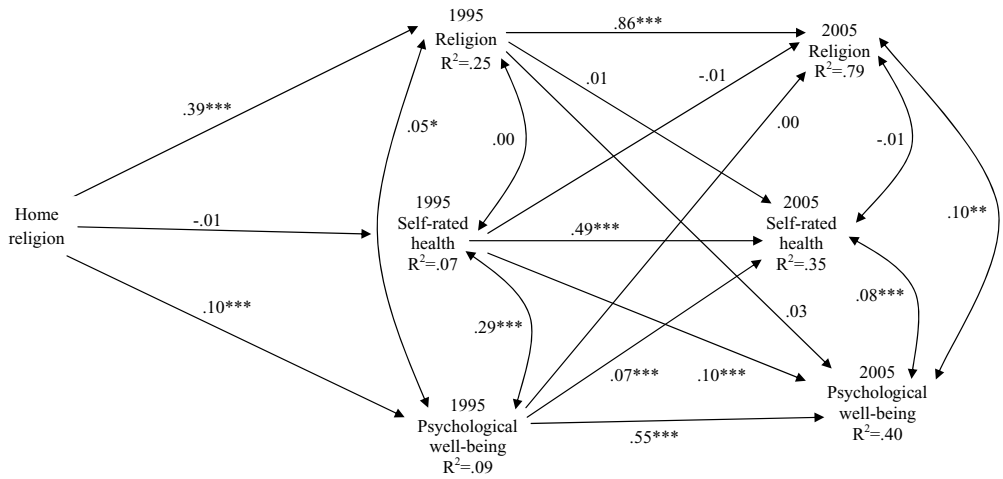 1995
Religion
R²=.25
.86***
2005
Religion
R²=.79
.39***
.05*
.00
.01
-.01
.00
-.01
Home
religion
-.01
1995
Self-rated
health
R²=.07
.49***
2005
Self-rated
health
R²=.35
.10**
.10***
.29***
.03
.08***
.07***
.10***
1995
Psychological
well-being
R²=.09
.55***
2005
Psychological
well-being
R²=.40